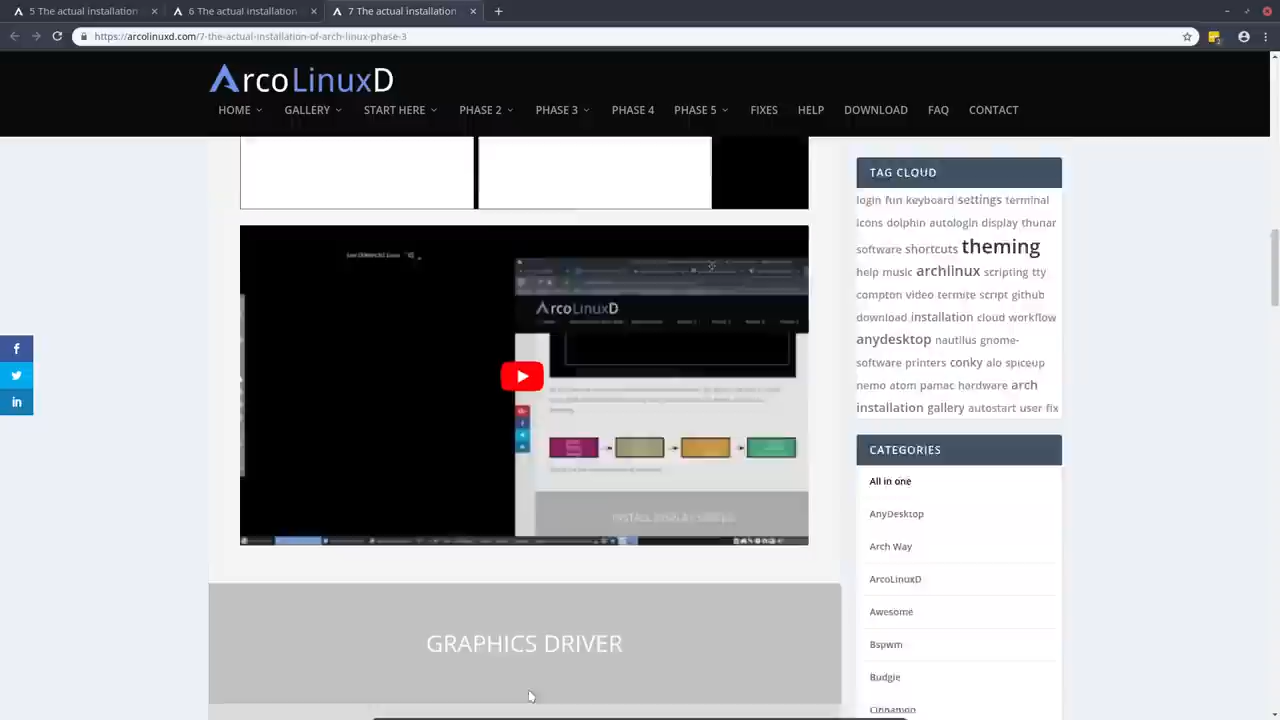 5 The actual installation
6 The actual installation
7 The actual installation
https://arcolinuxd.com/7-the-actual-installation-of-arch-linux-phase-3
ArcoLinuxD
HOME GALLERY START HERE PHASE 2 PHASE 3 PHASE 4 PHASE 5 FIXES HELP DOWNLOAD FAQ CONTACT
ArcoLinuxD
GRAPHICS DRIVER
TAG CLOUD
login fun keyboard settings terminal
icons dolphin autologin display thunar
software shortcuts theming
help music archlinux scripting tty
compton video termite script github
download installation cloud workflow
anydesktop nautilus gnome-
software printers conky alo spiceup
nemo atom pamac hardware arch
installation gallery autostart user fix
CATEGORIES
All in one
AnyDesktop
Arch Way
ArcoLinuxD
Awesome
Bspwm
Budgie
Cinnamon